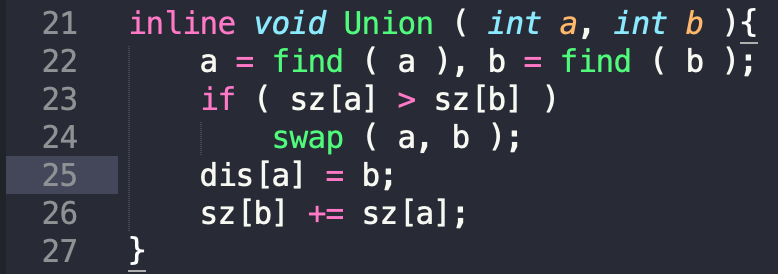 21 inline void Union ( int a, int b ){
22     a = find ( a ), b = find ( b );
23     if ( sz[a] > sz[b] )
24         swap ( a, b );
25     dis[a] = b;
26     sz[b] += sz[a];
27 }